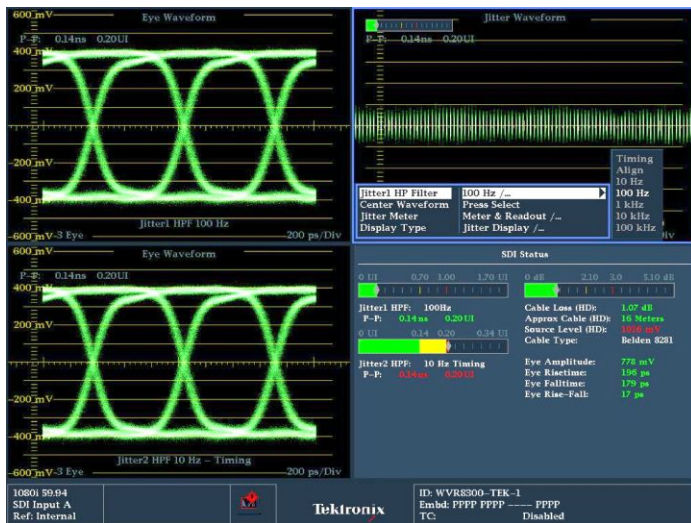 600 mV
Eye Waveform
P-P: 0.14ns 0.20UI
400 mV
200 mV
-200 mV
-400 mV
-600 mV
3 Eye
Jitter1 HPF 100 Hz
200 ps/Div
Jitter Waveform
P-P: 0.14ns 0.20UI
Jitter1 HP Filter 100 Hz /...
Center Waveform Press Select
Jitter Meter Meter & Readout /...
Display Type Jitter Display /...
Timing
Align
10 Hz
100 Hz
1 kHz
10 kHz
100 kHz
/Div
600 mV
Eye Waveform
P-P: 0.14ns 0.20UI
400 mV
200 mV
-200 mV
-400 mV
-600 mV
3 Eye
Jitter2 HPF 10 Hz - Timing
200 ps/Div
SDI Status
0 UI 0.70 1.00 1.70 UI
Jitter1 HPF: 100Hz
P-P: 0.14ns 0.20UI
0 UI 0.14 0.20 0.34 UI
Jitter2 HPF: 10 Hz Timing
P-P: 0.14ns 0.20UI
0 dB 2.10 3.0 5.10 dB
Cable Loss (HD): 1.07 dB
Approx Cable (HD): 16 Meters
Source Level (HD): mV
Cable Type: Belden 8281
Eye Amplitude: 778 mV
Eye Risetime: 196 ps
Eye Falltime: 179 ps
Eye Rise-Fall: 17 ps
1080i 59.94
SDI Input A
Ref: Internal
Tektronix
ID: WVR8300-TEK-1
Embd: PPPP PPPP ---- PPPP
TC: Disabled